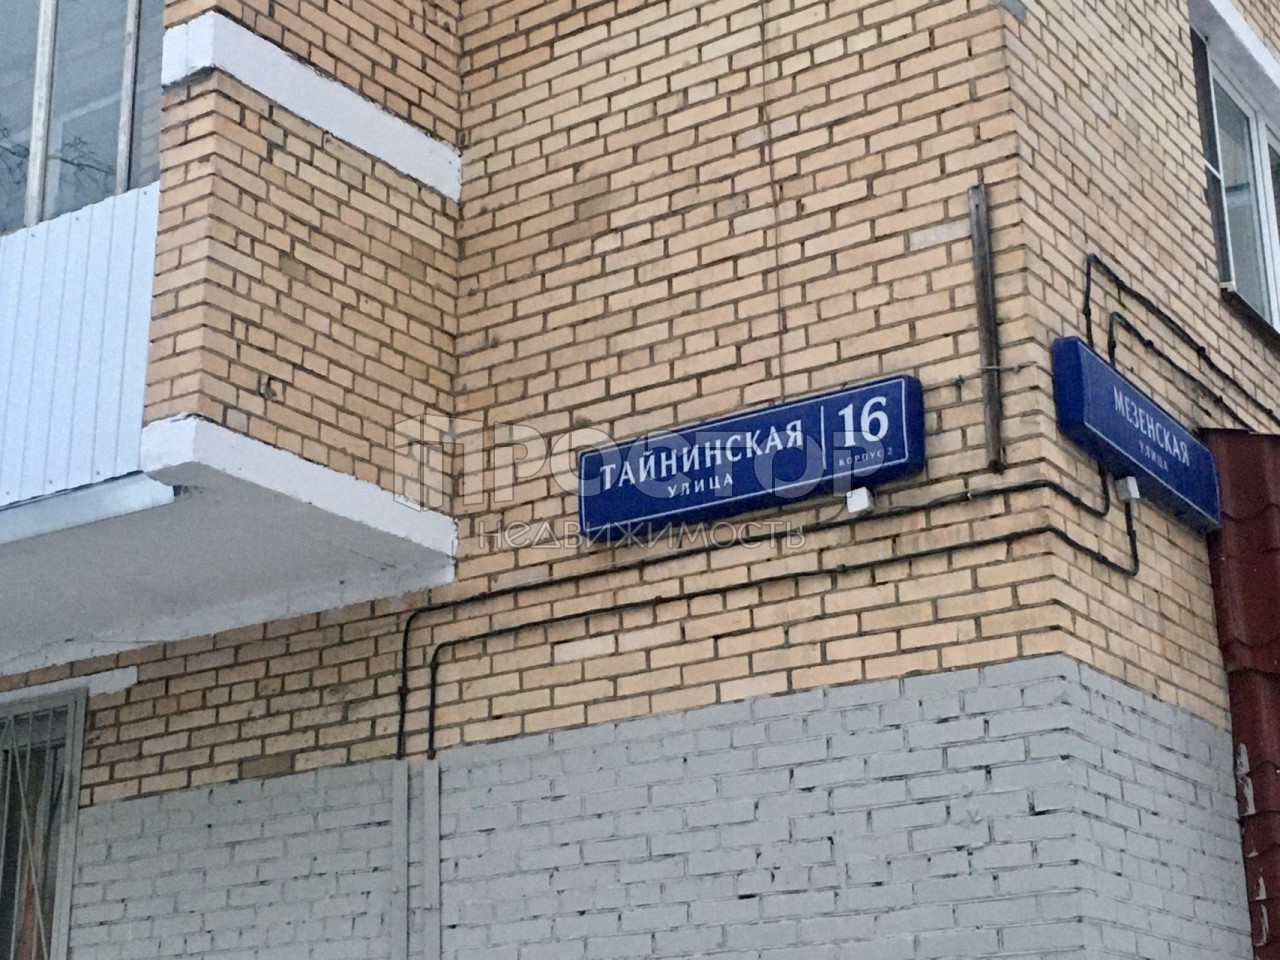 ТАЙНИНСКАЯ
УЛИЦА
16
КОРПУС 2
МЕЗЕНСКАЯ
УЛИЦА
ПРОСТОР
НЕДВИЖИМОСТЬ